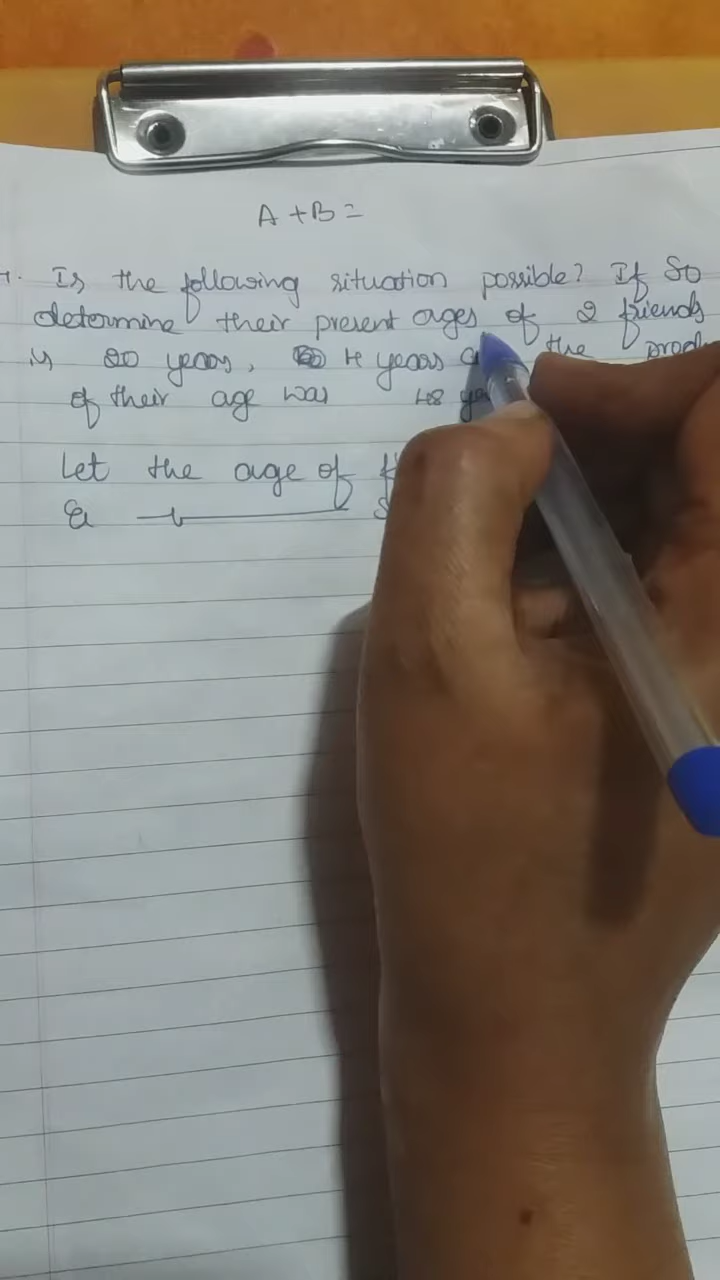 A + B =
Is the following situation possible? If So
determine their present ages of 2 friends
is 20 years, 4 years the
of their age was 48
Let the age of
&